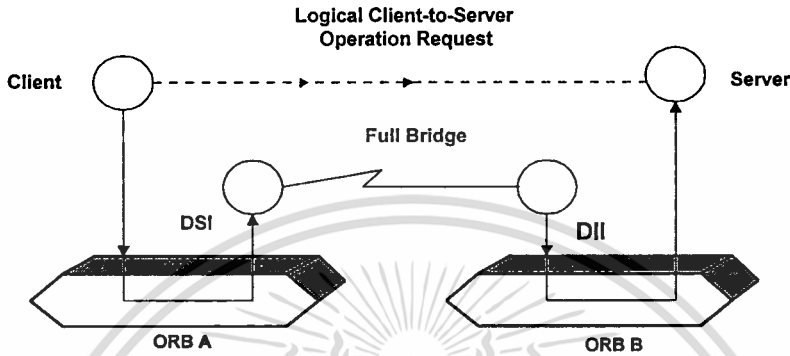 Logical Client-to-Server
Operation Request
Client
Server
Full Bridge
DSI
DII
ORB A
ORB B